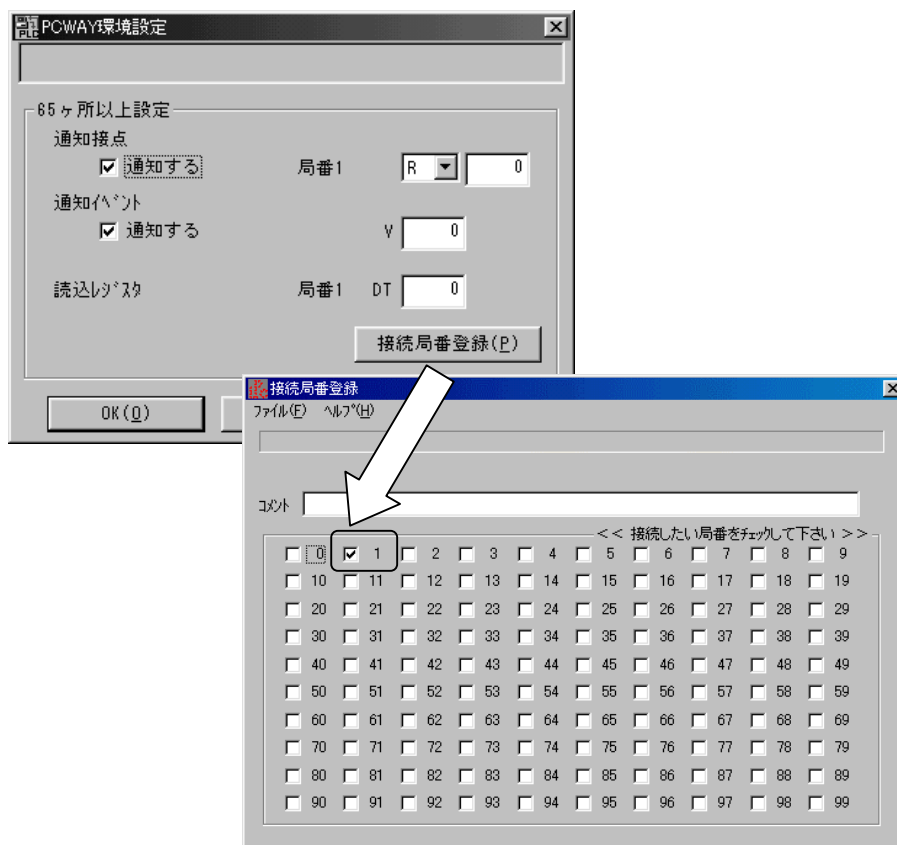 PCWAY環境設定
65ヶ所以上設定
通知接点
通知する 局番1 R 0
通知ｲﾍﾞﾝﾄ
通知する V 0
読込ﾚｼﾞｽﾀ 局番1 DT 0
接続局番登録(P)
OK(O)
接続局番登録
ﾌｧｲﾙ(F) ﾍﾙﾌﾟ(H)
ｺﾒﾝﾄ
<< 接続したい局番をﾁｪｯｸして下さい >>
0 1 2 3 4 5 6 7 8 9
10 11 12 13 14 15 16 17 18 19
20 21 22 23 24 25 26 27 28 29
30 31 32 33 34 35 36 37 38 39
40 41 42 43 44 45 46 47 48 49
50 51 52 53 54 55 56 57 58 59
60 61 62 63 64 65 66 67 68 69
70 71 72 73 74 75 76 77 78 79
80 81 82 83 84 85 86 87 88 89
90 91 92 93 94 95 96 97 98 99